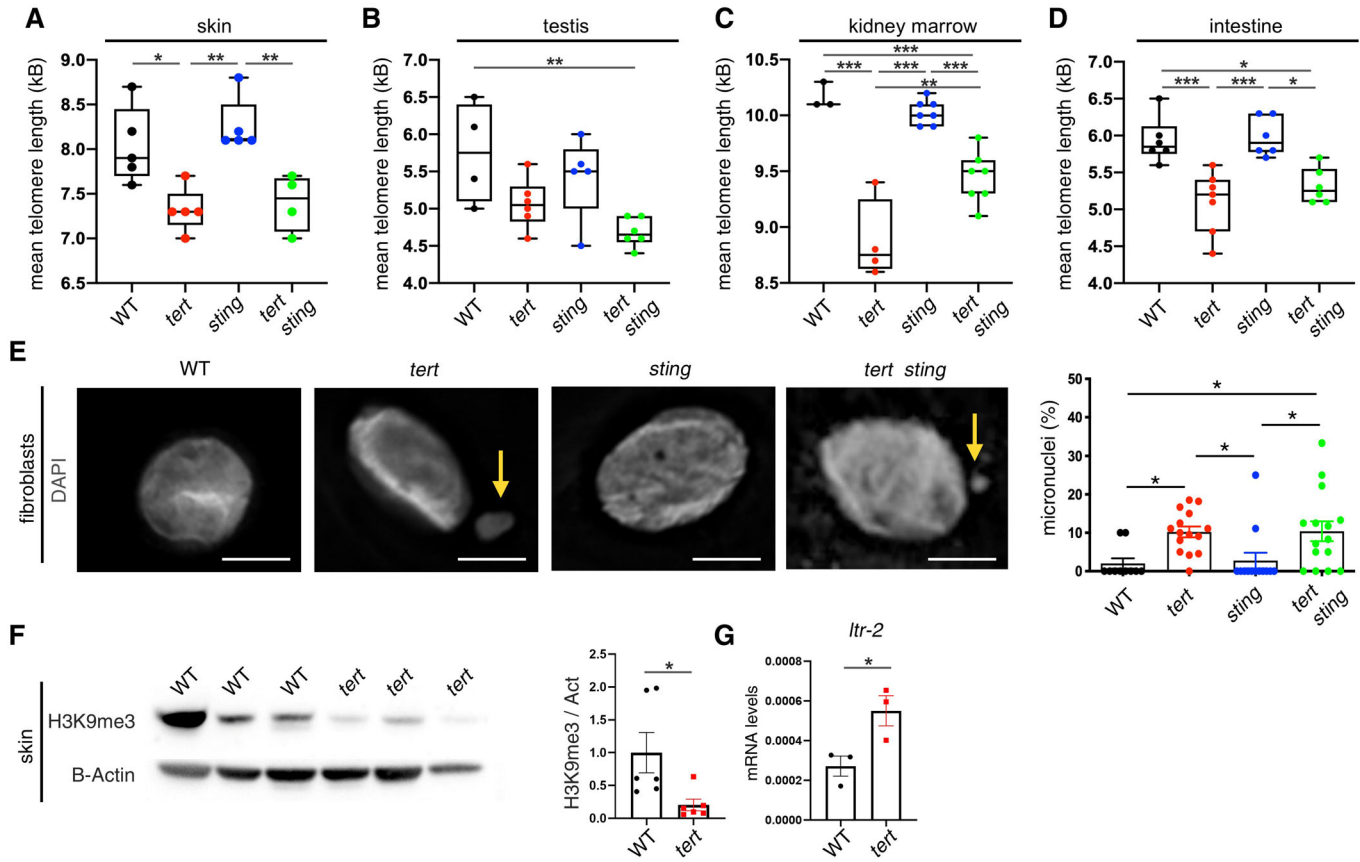 A
skin
mean telomere length (kB)
9.0
8.5
8.0
7.5
7.0
6.5
* ** **
WT tert sting tert sting
B
testis
mean telomere length (kB)
7.0
6.5
6.0
5.5
5.0
4.5
4.0
**
WT tert sting tert sting
C
kidney marrow
mean telomere length (kB)
10.5
10.0
9.5
9.0
8.5
***
*** *** ***
**
WT tert sting tert sting
D
intestine
mean telomere length (kB)
7.0
6.5
6.0
5.5
5.0
4.5
4.0
*
*** *** *
WT tert sting tert sting
E
WT tert sting tert sting
fibroblasts
DAPI
micronuclei (%)
50
40
30
20
10
0
*
*
*
*
WT tert sting tert sting
F
skin
WT WT WT tert tert tert
H3K9me3
B-Actin
H3K9me3 / Act
2.5
2.0
1.5
1.0
0.5
0.0
*
WT tert
G
ltr-2
mRNA levels
0.0008
0.0006
0.0004
0.0002
0.0000
*
WT tert